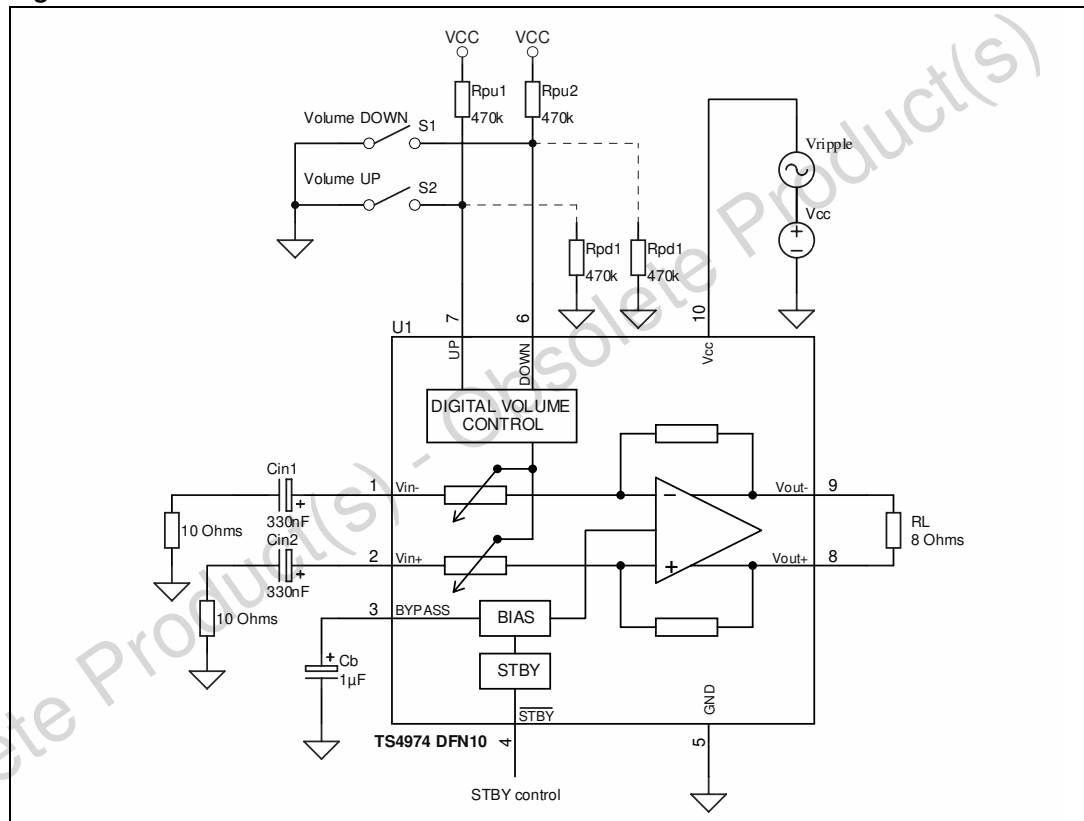 VCC VCC
Rpu1
470k
Rpu2
470k
Volume DOWN
S1
Volume UP
S2
Vripple
Vcc
Rpd1
470k
Rpd1
470k
U1
7
UP
6
DOWN
10
Vcc
DIGITAL VOLUME
CONTROL
Cin1
+
330nF
1
Vin-
10 Ohms
Cin2
+
330nF
2
Vin+
10 Ohms
Vout-
9
RL
8 Ohms
Vout+
8
3
BYPASS
BIAS
Cb
1µF
STBY
STBY
GND
TS4974 DFN10
4
5
STBY control
ete Product(s) - Obsolete Product(s)